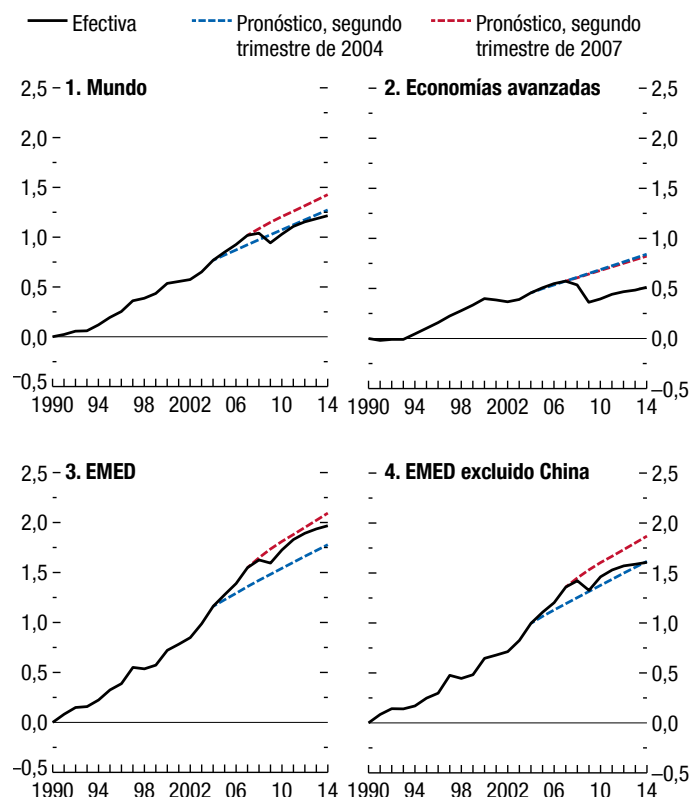 Efectiva
Pronóstico, segundo
trimestre de 2004
Pronóstico, segundo
trimestre de 2007
1. Mundo
2,5
2,0
1,5
1,0
0,5
0,0
–0,5
1990 94 98 2002 06 10 14
2. Economías avanzadas
2,5
2,0
1,5
1,0
0,5
0,0
–0,5
1990 94 98 2002 06 10 14
3. EMED
2,5
2,0
1,5
1,0
0,5
0,0
–0,5
1990 94 98 2002 06 10 14
4. EMED excluido China
2,5
2,0
1,5
1,0
0,5
0,0
–0,5
1990 94 98 2002 06 10 14